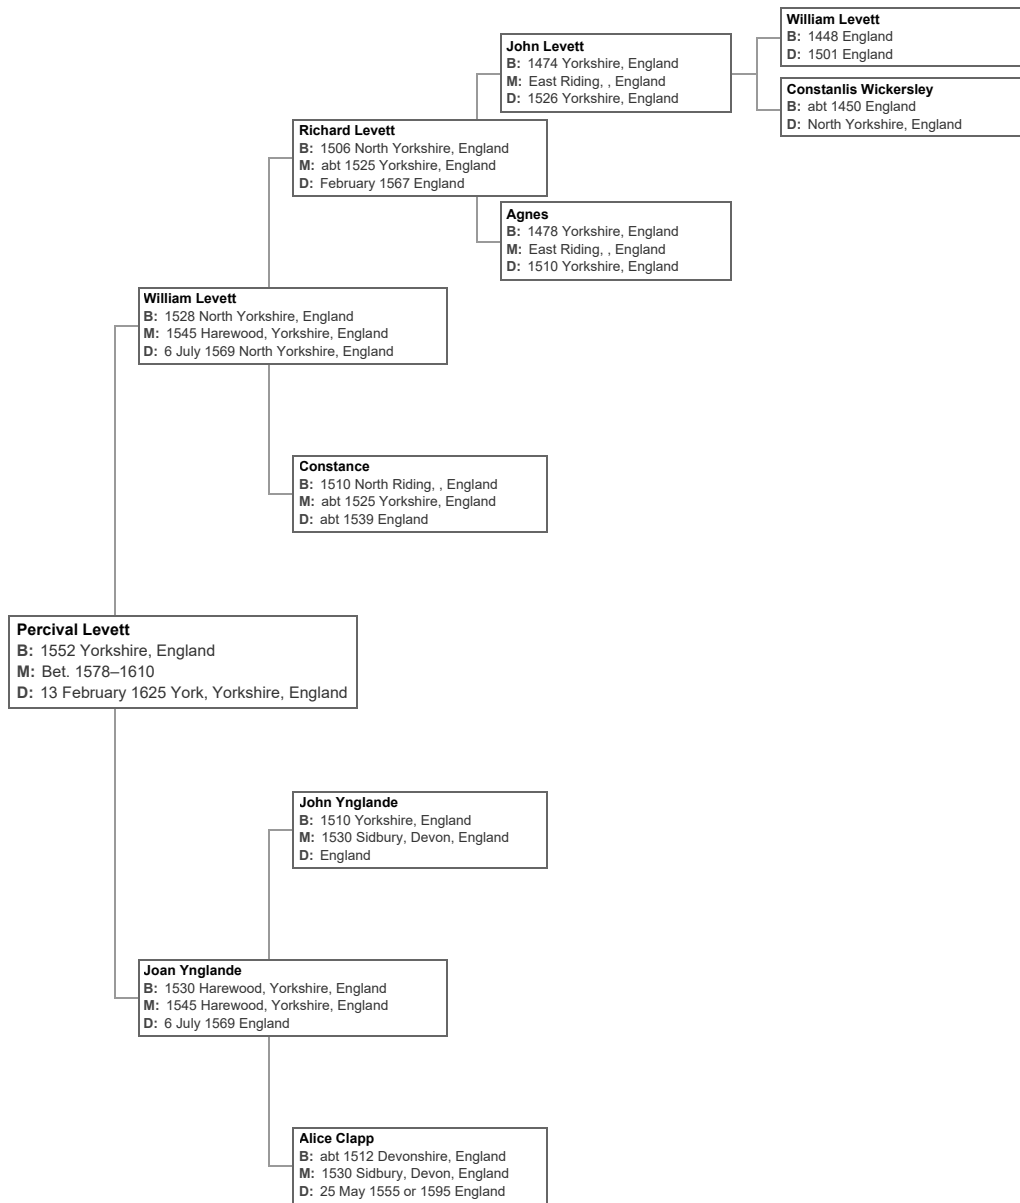 William Levett
B: 1448 England
D: 1501 England
John Levett
B: 1474 Yorkshire, England
M: East Riding, , England
D: 1526 Yorkshire, England
Constanlis Wickersley
B: abt 1450 England
D: North Yorkshire, England
Richard Levett
B: 1506 North Yorkshire, England
M: abt 1525 Yorkshire, England
D: February 1567 England
Agnes
B: 1478 Yorkshire, England
M: East Riding, , England
D: 1510 Yorkshire, England
William Levett
B: 1528 North Yorkshire, England
M: 1545 Harewood, Yorkshire, England
D: 6 July 1569 North Yorkshire, England
Constance
B: 1510 North Riding, , England
M: abt 1525 Yorkshire, England
D: abt 1539 England
Percival Levett
B: 1552 Yorkshire, England
M: Bet. 1578–1610
D: 13 February 1625 York, Yorkshire, England
John Ynglande
B: 1510 Yorkshire, England
M: 1530 Sidbury, Devon, England
D: England
Joan Ynglande
B: 1530 Harewood, Yorkshire, England
M: 1545 Harewood, Yorkshire, England
D: 6 July 1569 England
Alice Clapp
B: abt 1512 Devonshire, England
M: 1530 Sidbury, Devon, England
D: 25 May 1555 or 1595 England